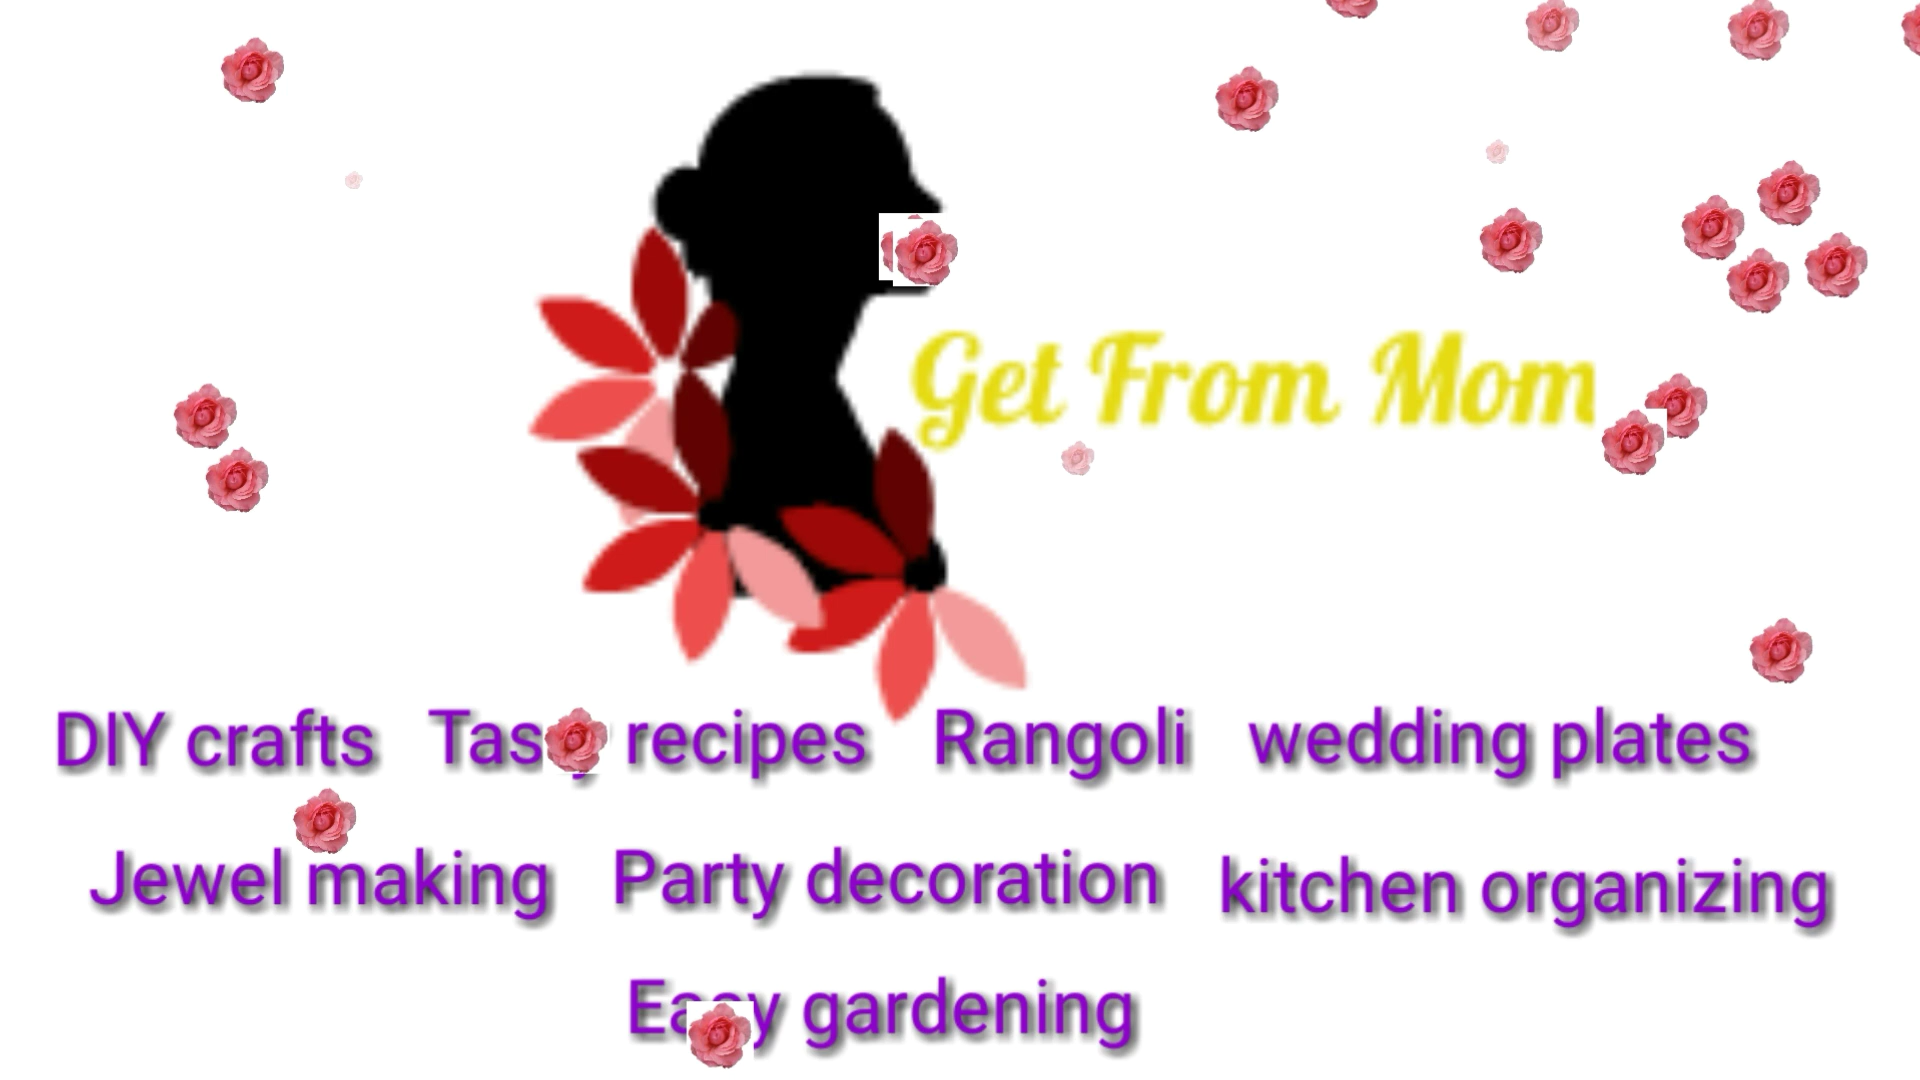 Get From Mom
DIY crafts recipes Rangoli wedding plates
Jewel making Party decoration kitchen organizing
gardening